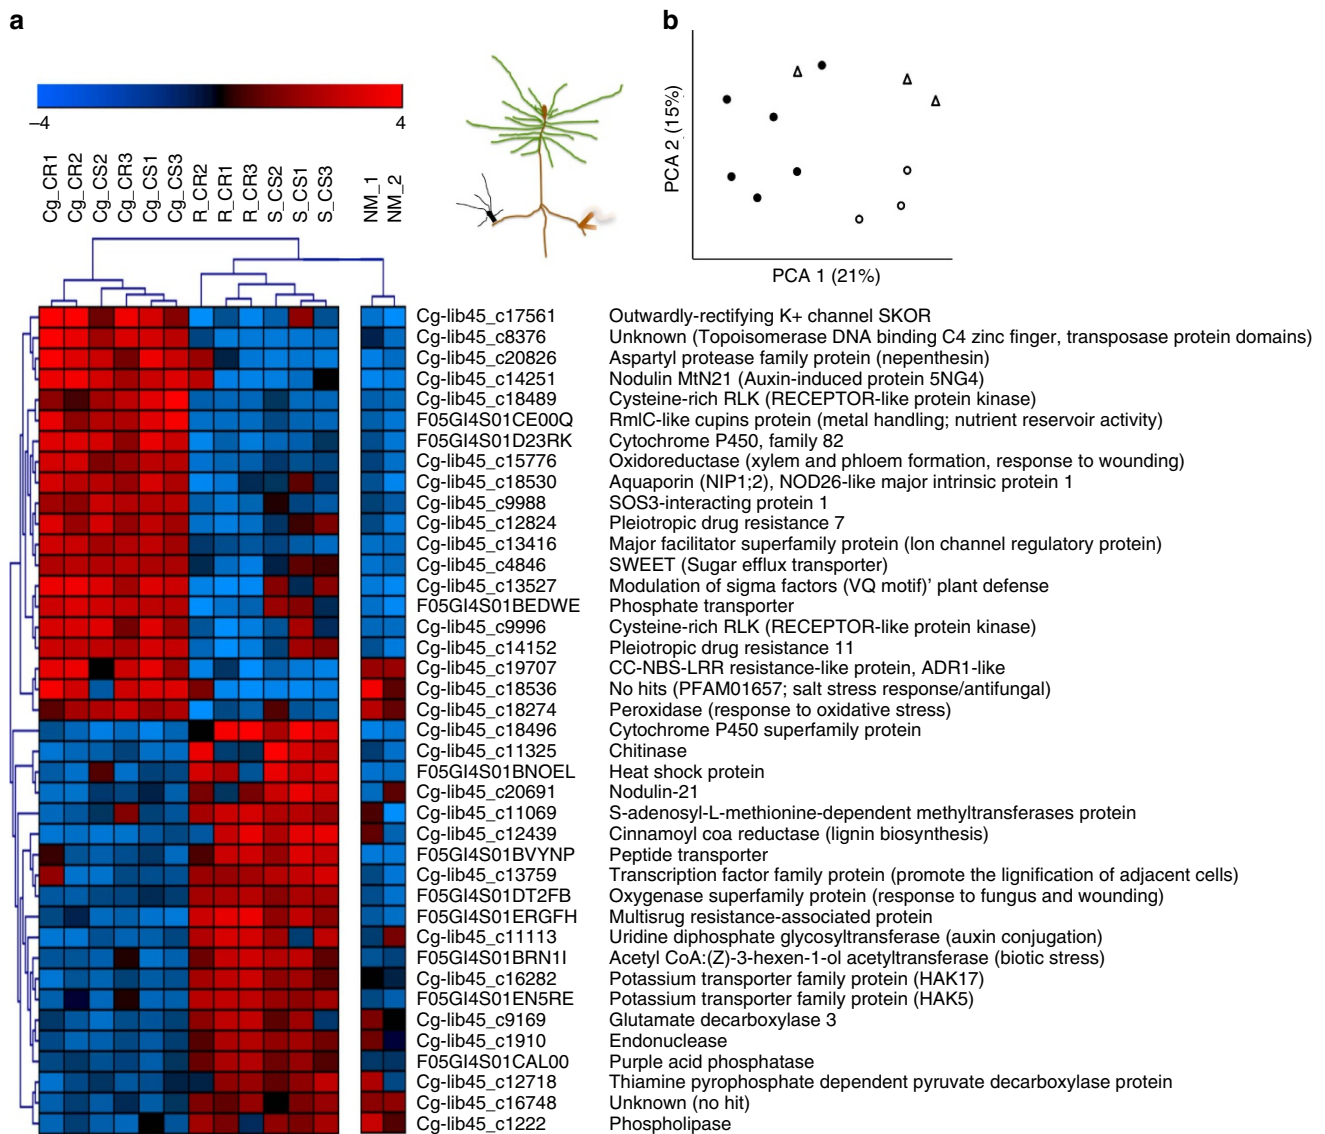 a
b
−4
4
Cg_CR1
Cg_CR2
Cg_CS2
Cg_CR3
Cg_CS1
Cg_CS3
R_CR2
R_CR1
R_CR3
S_CS2
S_CS1
S_CS3
NM_1
NM_2
PCA 2 (15%)
PCA 1 (21%)
Cg-lib45_c17561 Outwardly-rectifying K+ channel SKOR
Cg-lib45_c8376 Unknown (Topoisomerase DNA binding C4 zinc finger, transposase protein domains)
Cg-lib45_c20826 Aspartyl protease family protein (nepenthesin)
Cg-lib45_c14251 Nodulin MtN21 (Auxin-induced protein 5NG4)
Cg-lib45_c18489 Cysteine-rich RLK (RECEPTOR-like protein kinase)
F05GI4S01CE00Q RmlC-like cupins protein (metal handling; nutrient reservoir activity)
F05GI4S01D23RK Cytochrome P450, family 82
Cg-lib45_c15776 Oxidoreductase (xylem and phloem formation, response to wounding)
Cg-lib45_c18530 Aquaporin (NIP1;2), NOD26-like major intrinsic protein 1
Cg-lib45_c9988 SOS3-interacting protein 1
Cg-lib45_c12824 Pleiotropic drug resistance 7
Cg-lib45_c13416 Major facilitator superfamily protein (Ion channel regulatory protein)
Cg-lib45_c4846 SWEET (Sugar efflux transporter)
Cg-lib45_c13527 Modulation of sigma factors (VQ motif)’ plant defense
F05GI4S01BEDWE Phosphate transporter
Cg-lib45_c9996 Cysteine-rich RLK (RECEPTOR-like protein kinase)
Cg-lib45_c14152 Pleiotropic drug resistance 11
Cg-lib45_c19707 CC-NBS-LRR resistance-like protein, ADR1-like
Cg-lib45_c18536 No hits (PFAM01657; salt stress response/antifungal)
Cg-lib45_c18274 Peroxidase (response to oxidative stress)
Cg-lib45_c18496 Cytochrome P450 superfamily protein
Cg-lib45_c11325 Chitinase
F05GI4S01BNOEL Heat shock protein
Cg-lib45_c20691 Nodulin-21
Cg-lib45_c11069 S-adenosyl-L-methionine-dependent methyltransferases protein
Cg-lib45_c12439 Cinnamoyl coa reductase (lignin biosynthesis)
F05GI4S01BVYNP Peptide transporter
Cg-lib45_c13759 Transcription factor family protein (promote the lignification of adjacent cells)
F05GI4S01DT2FB Oxygenase superfamily protein (response to fungus and wounding)
F05GI4S01ERGFH Multisrug resistance-associated protein
Cg-lib45_c11113 Uridine diphosphate glycosyltransferase (auxin conjugation)
F05GI4S01BRN1I Acetyl CoA:(Z)-3-hexen-1-ol acetyltransferase (biotic stress)
Cg-lib45_c16282 Potassium transporter family protein (HAK17)
F05GI4S01EN5RE Potassium transporter family protein (HAK5)
Cg-lib45_c9169 Glutamate decarboxylase 3
Cg-lib45_c1910 Endonuclease
F05GI4S01CAL00 Purple acid phosphatase
Cg-lib45_c12718 Thiamine pyrophosphate dependent pyruvate decarboxylase protein
Cg-lib45_c16748 Unknown (no hit)
Cg-lib45_c1222 Phospholipase